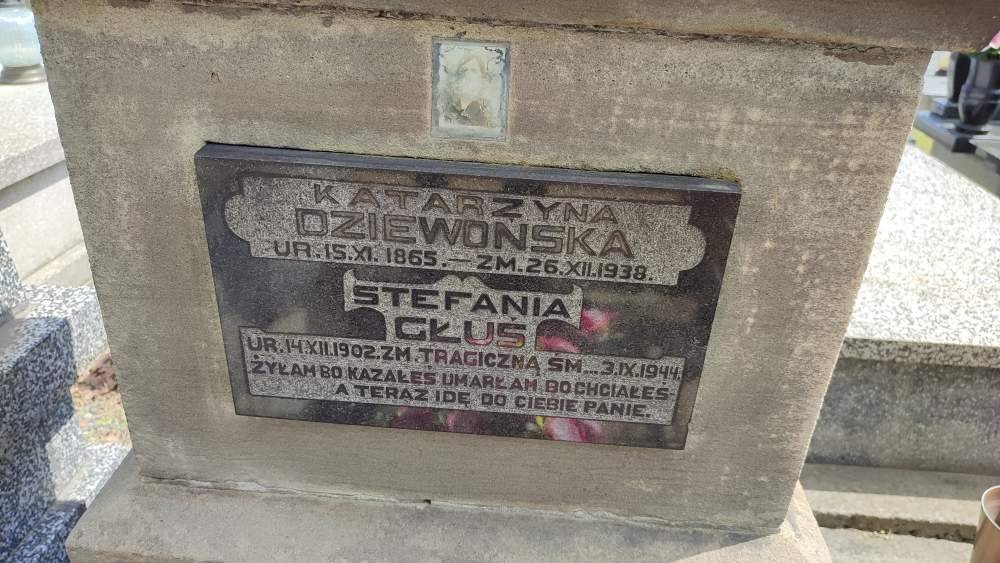 KATARZYNA
DZIEWOŃSKA
UR. 15.XI. 1865. — ZM. 26.XII.1938.
STEFANIA
GŁUŚ
UR. 14.XII.1902. ZM. TRAGICZNĄ ŚM... 3.IX.1944.
ŻYŁAM BO KAZAŁEŚ UMARŁAM BO CHCIAŁEŚ
A TERAZ IDĘ DO CIEBIE PANIE.